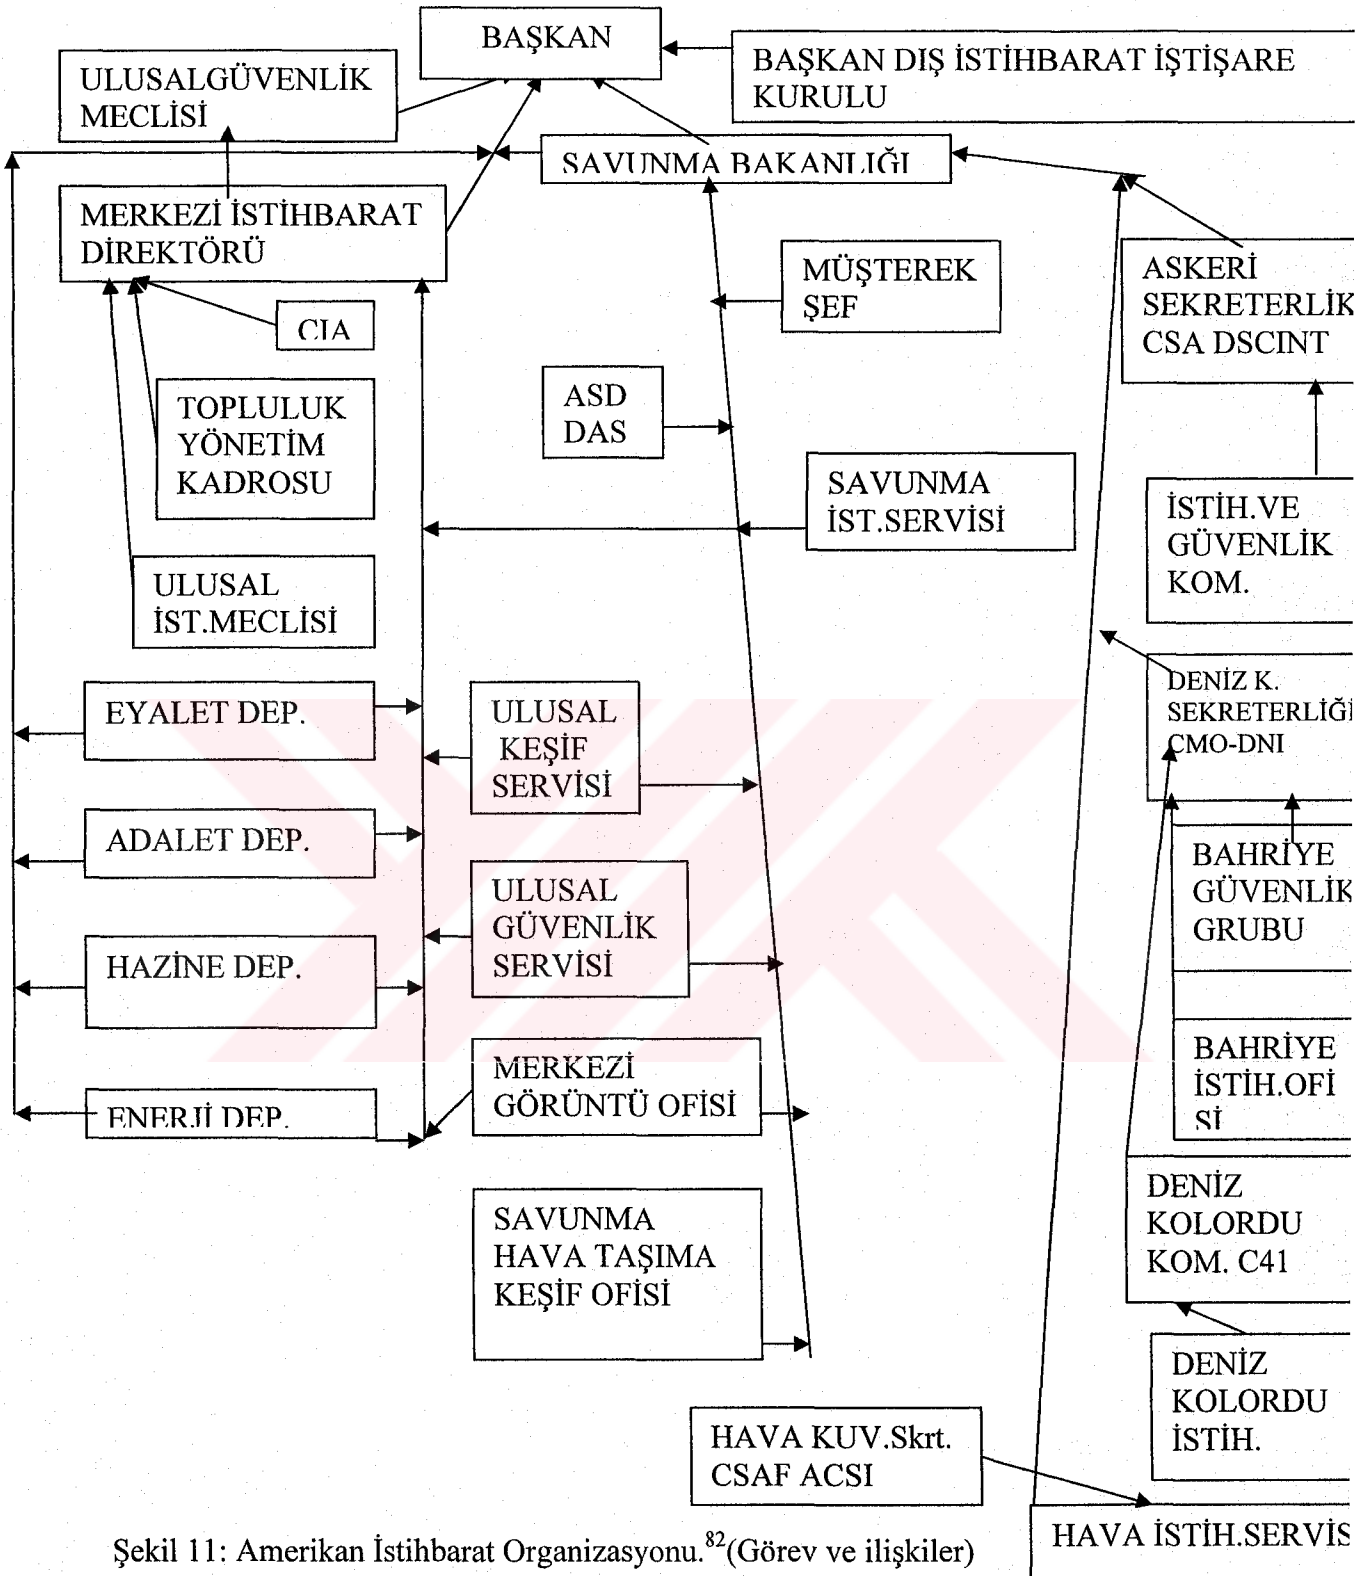 BAŞKAN
BAŞKAN DIŞ İSTİHBARAT İŞTİŞARE
KURULU
ULUSALGÜVENLİK
MECLİSİ
SAVUNMA BAKANLIĞI
MERKEZİ İSTİHBARAT
DİREKTÖRÜ
MÜŞTEREK
ŞEF
ASKERİ
SEKRETERLİK
CSA DSCINT
CIA
TOPLULUK
YÖNETİM
KADROSU
ASD
DAS
SAVUNMA
İST.SERVİSİ
İSTİH.VE
GÜVENLİK
KOM.
ULUSAL
İST.MECLİSİ
DENİZ K.
SEKRETERLİĞİ
CMO-DNI
EYALET DEP.
ULUSAL
KEŞİF
SERVİSİ
ADALET DEP.
BAHRİYE
GÜVENLİK
GRUBU
ULUSAL
GÜVENLİK
SERVİSİ
HAZİNE DEP.
BAHRİYE
İSTİH.OFİ
Sİ
MERKEZİ
GÖRÜNTÜ OFİSİ
ENERJİ DEP.
DENİZ
KOLORDU
KOM. C41
SAVUNMA
HAVA TAŞIMA
KEŞİF OFİSİ
DENİZ
KOLORDU
İSTİH.
HAVA KUV.Skrt.
CSAF ACSI
HAVA İSTİH.SERVİS
Şekil 11: Amerikan İstihbarat Organizasyonu.82(Görev ve ilişkiler)